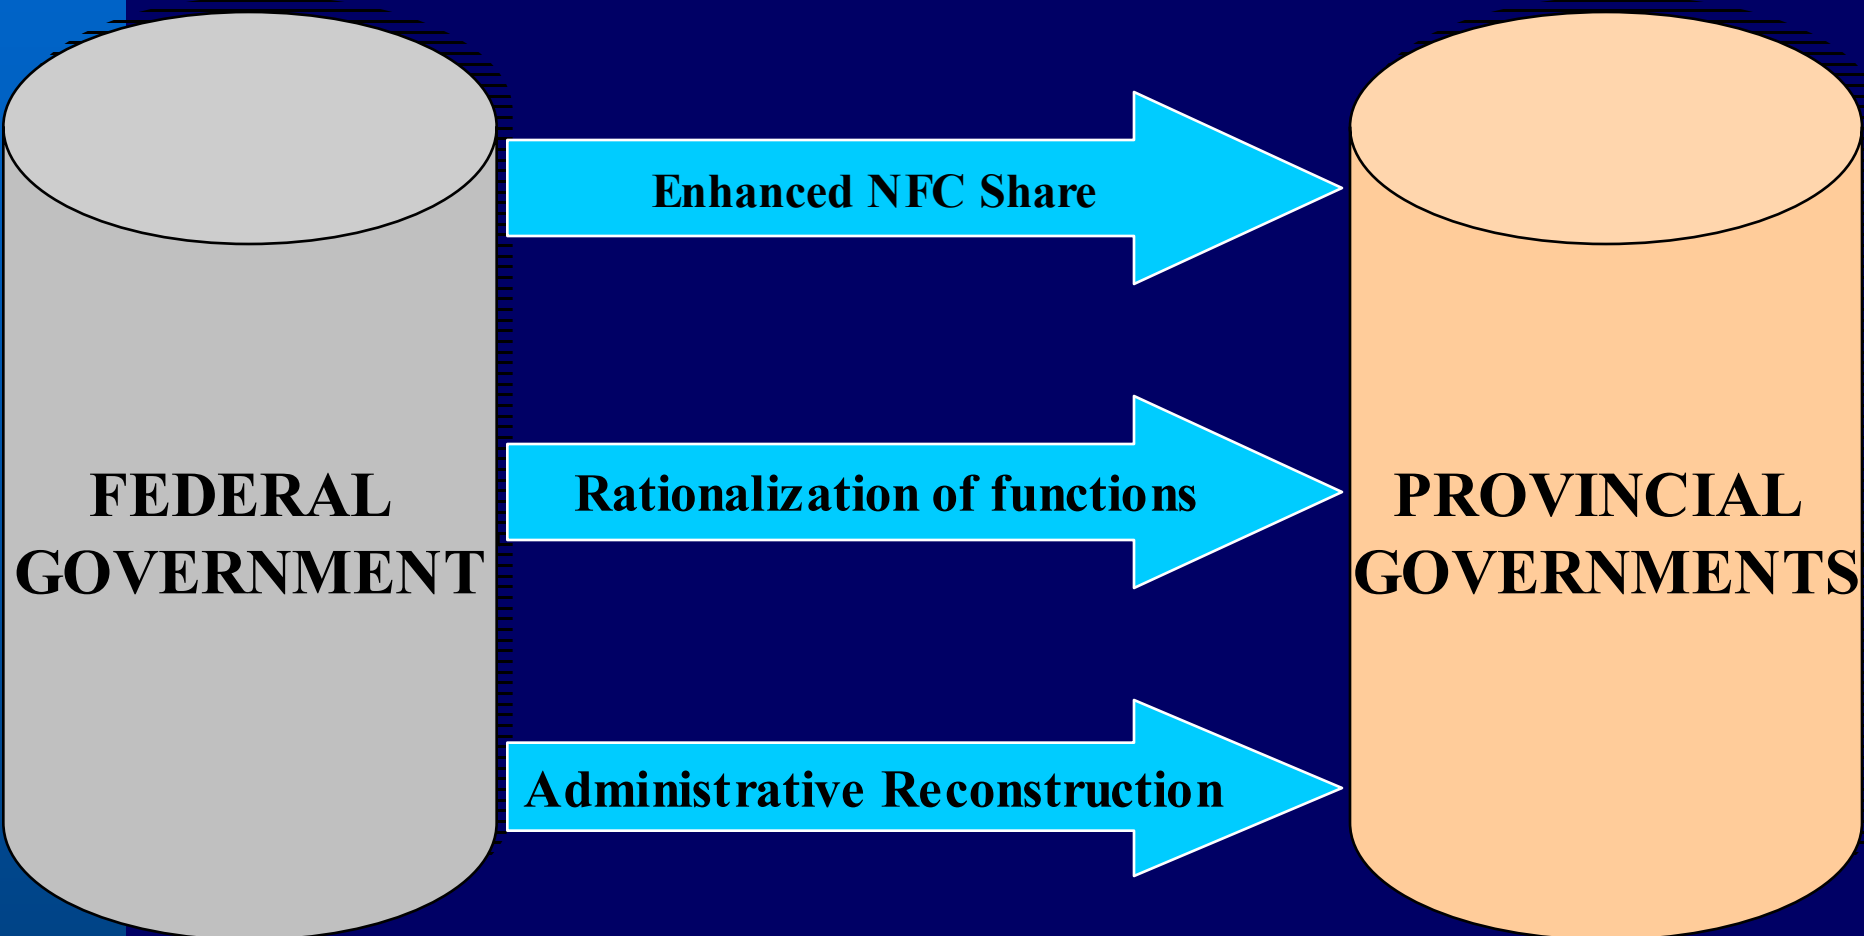 Enhanced NFC Share
FEDERAL
GOVERNMENT
Rationalization of functions
PROVINCIAL
GOVERNMENTS
Administrative Reconstruction